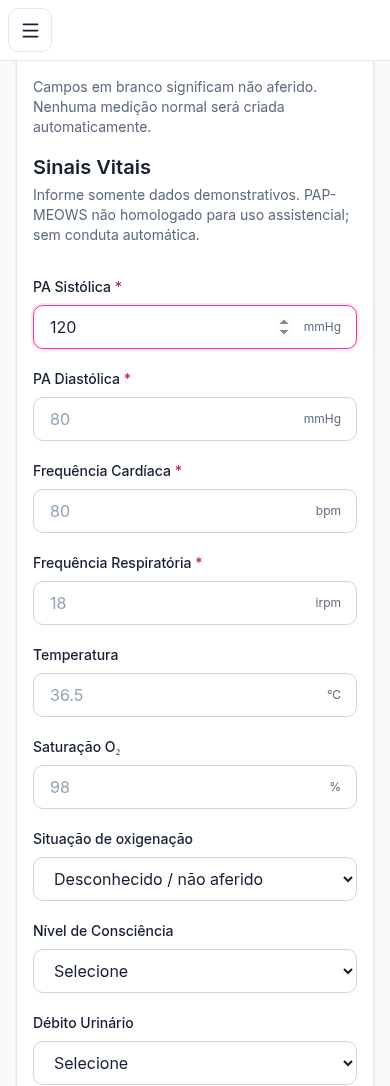 Campos em branco significam não aferido.
Nenhuma medição normal será criada
automaticamente.
Sinais Vitais
Informe somente dados demonstrativos. PAP-
MEOWS não homologado para uso assistencial;
sem conduta automática.
PA Sistólica *
120 mmHg
PA Diastólica *
80 mmHg
Frequência Cardíaca *
80 bpm
Frequência Respiratória *
18 irpm
Temperatura
36.5 °C
Saturação O₂
98 %
Situação de oxigenação
Desconhecido / não aferido
Nível de Consciência
Selecione
Débito Urinário
Selecione